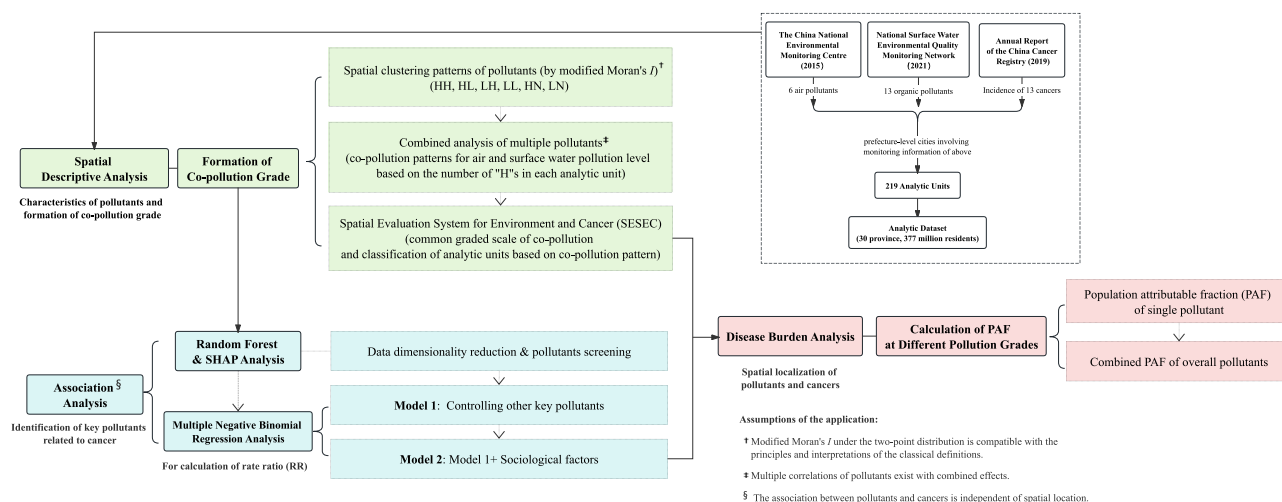 The China National
Environmental
Monitoring Centre
(2015)
National Surface Water
Environmental Quality
Monitoring Network
(2021)
Annual Report
of the China Cancer
Registry (2019)
6 air pollutants
13 organic pollutants
Incidence of 13 cancers
prefecture-level cities involving
monitoring information of above
219 Analytic Units
Analytic Dataset
(30 province, 377 million residents)
Spatial
Descriptive Analysis
Characteristics of pollutants and
formation of co-pollution grade
Formation of
Co-pollution Grade
Spatial clustering patterns of pollutants (by modified Moran's I)†
(HH, HL, LH, LL, HN, LN)
Combined analysis of multiple pollutants‡
(co-pollution patterns for air and surface water pollution level
based on the number of "H"s in each analytic unit)
Spatial Evaluation System for Environment and Cancer (SESEC)
(common graded scale of co-pollution
and classification of analytic units based on co-pollution pattern)
Association§
Analysis
Identification of key pollutants
related to cancer
Random Forest
& SHAP Analysis
Data dimensionality reduction & pollutants screening
Multiple Negative Binomial
Regression Analysis
For calculation of rate ratio (RR)
Model 1: Controlling other key pollutants
Model 2: Model 1+ Sociological factors
Disease Burden Analysis
Spatial localization of
pollutants and cancers
Calculation of PAF
at Different Pollution Grades
Population attributable fraction (PAF)
of single pollutant
Combined PAF of overall pollutants
Assumptions of the application:
† Modified Moran's I under the two-point distribution is compatible with the
principles and interpretations of the classical definitions.
‡ Multiple correlations of pollutants exist with combined effects.
§ The association between pollutants and cancers is independent of spatial location.